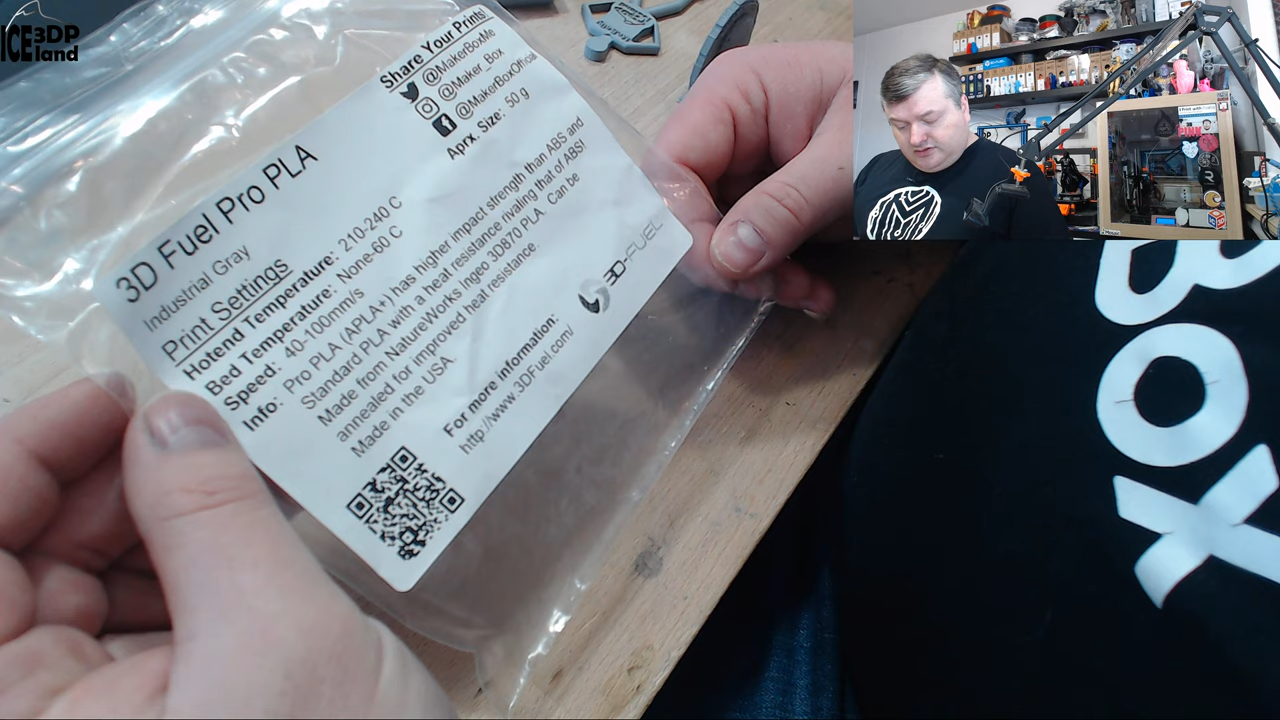 ICE3DP
land
Share Your Prints!
@MakerBoxMe
@Maker_Box
@MakerBoxOfficial
Aprx. Size: 50 g
3D Fuel Pro PLA
Industrial Gray
Print Settings
Hotend Temperature: 210-240 C
Bed Temperature: None-60 C
Speed: 40-100mm/s
Info: Pro PLA (APLA+) has higher impact strength than ABS and
Standard PLA with a heat resistance rivaling that of ABS!
Made from NatureWorks Ingeo 3D870 PLA. Can be
annealed for improved heat resistance.
Made in the USA.
For more information:
http://www.3DFuel.com/
3D-FUEL
Box
PINK